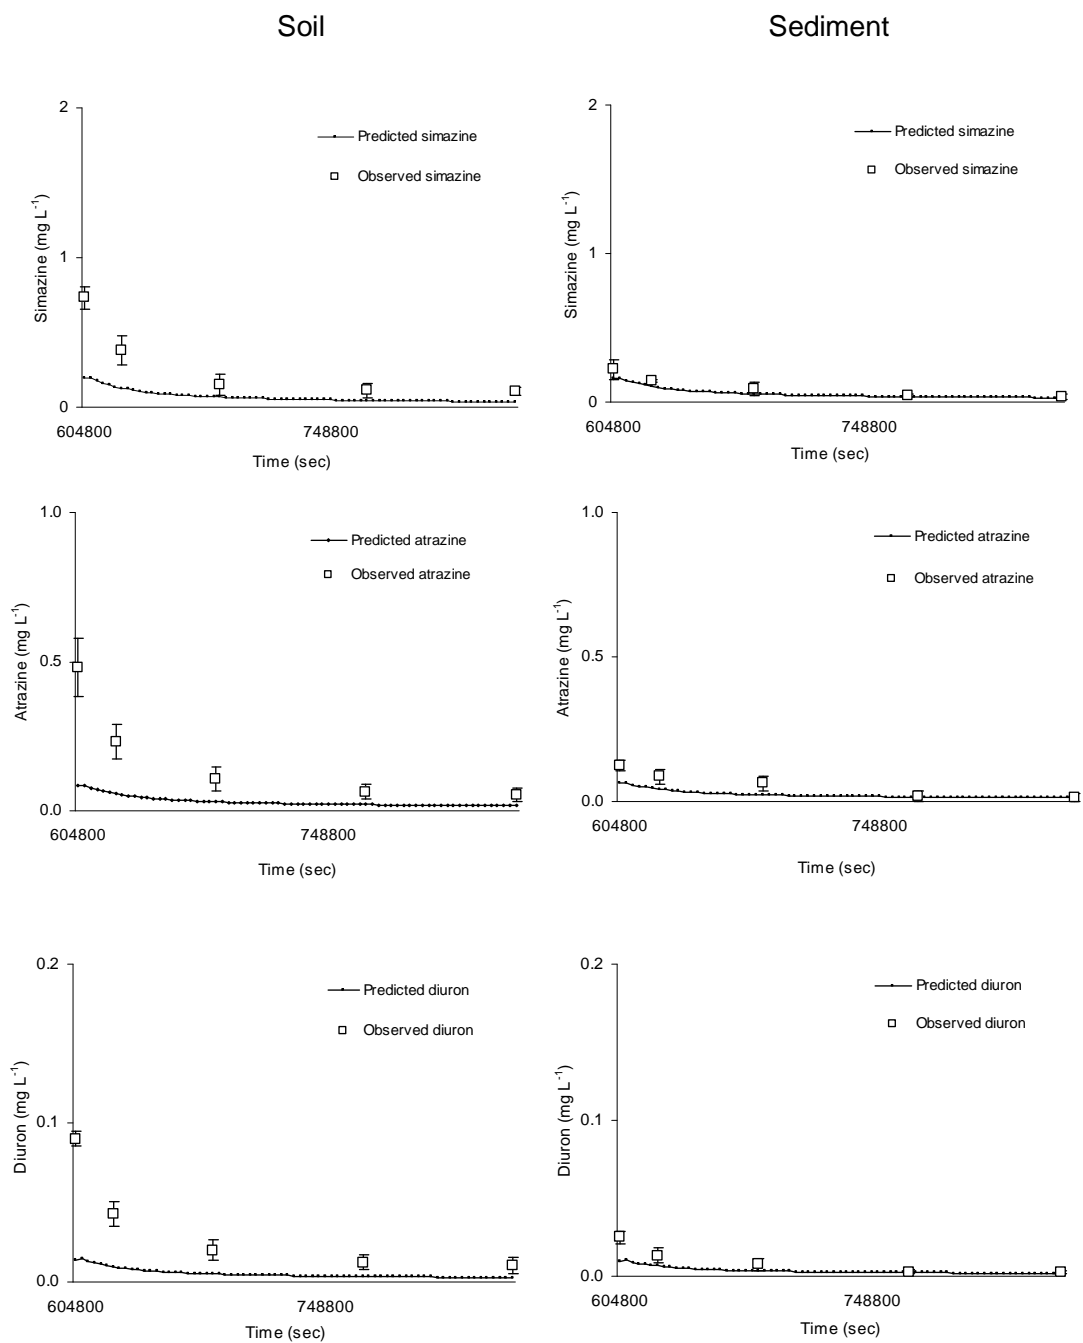 Soil
Sediment
2
Predicted simazine
Observed simazine
1
Simazine (mg L-1)
0
604800
748800
Time (sec)
2
Predicted simazine
Observed simazine
1
Simazine (mg L-1)
0
604800
748800
Time (sec)
1.0
Predicted atrazine
Observed atrazine
0.5
Atrazine (mg L-1)
0.0
604800
748800
Time (sec)
1.0
Predicted atrazine
Observed atrazine
0.5
Atrazine (mg L-1)
0.0
604800
748800
Time (sec)
0.2
Predicted diuron
Observed diuron
0.1
Diuron (mg L-1)
0.0
604800
748800
Time (sec)
0.2
Predicted diuron
Observed diuron
0.1
Diuron (mg L-1)
0.0
604800
748800
Time (sec)